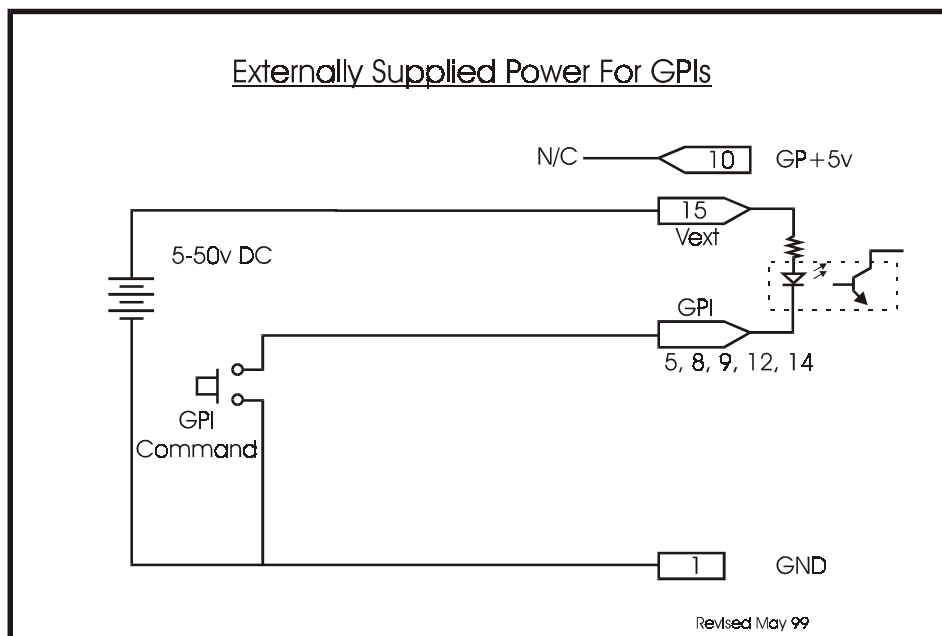 Externally Supplied Power For GPIs
N/C
10
GP+5v
15
Vext
5-50v DC
GPI
5, 8, 9, 12, 14
GPI
Command
1
GND
Revised May 99